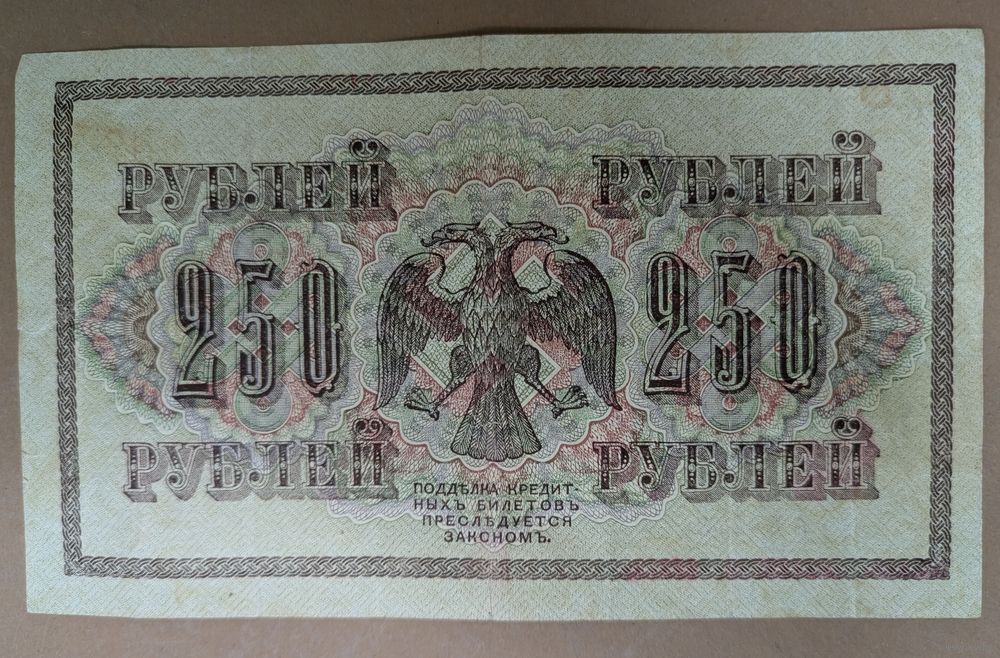 РУБЛЕЙ РУБЛЕЙ
250 250
РУБЛЕЙ РУБЛЕЙ
ПОДДѢЛКА КРЕДИТ-
НЫХЪ БИЛЕТОВЪ
ПРЕСЛѢДУЕТСЯ
ЗАКОНОМЪ.